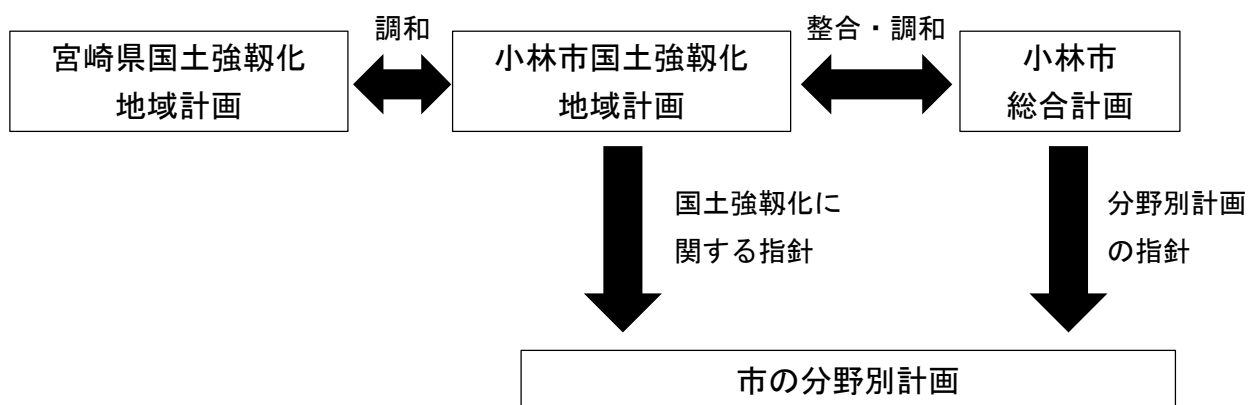 調和
整合・調和
宮崎県国土強靱化
地域計画
小林市国土強靱化
地域計画
小林市
総合計画
国土強靱化に
関する指針
分野別計画
の指針
市の分野別計画